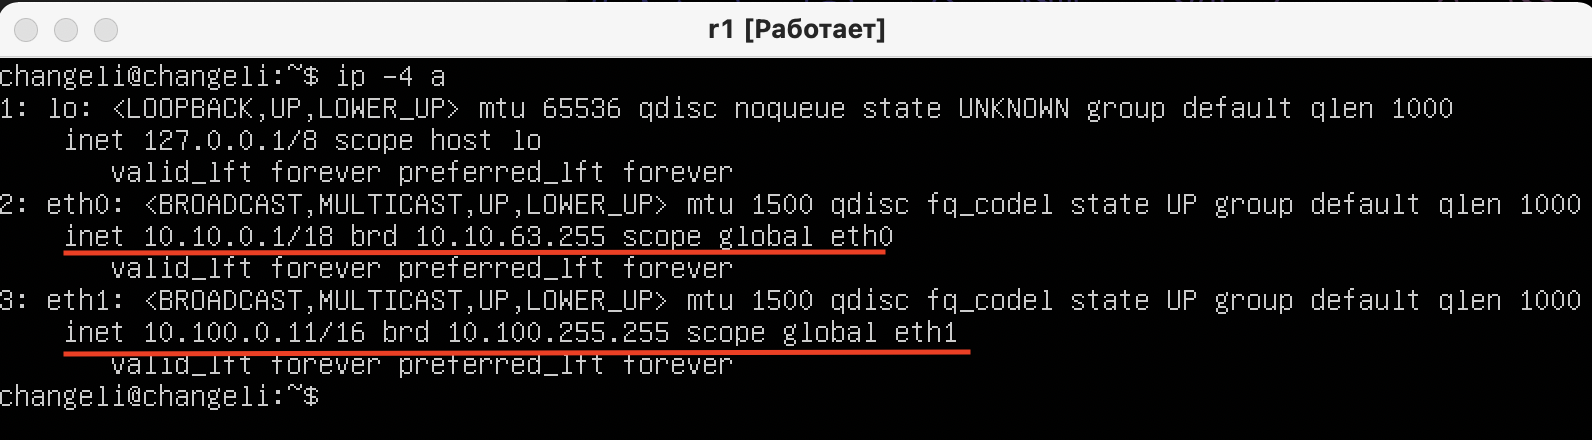 r1 [Работает]
changeli@changeli:~$ ip -4 a
1: lo: <LOOPBACK,UP,LOWER_UP> mtu 65536 qdisc noqueue state UNKNOWN group default qlen 1000
    inet 127.0.0.1/8 scope host lo
       valid_lft forever preferred_lft forever
2: eth0: <BROADCAST,MULTICAST,UP,LOWER_UP> mtu 1500 qdisc fq_codel state UP group default qlen 1000
    inet 10.10.0.1/18 brd 10.10.63.255 scope global eth0
       valid_lft forever preferred_lft forever
3: eth1: <BROADCAST,MULTICAST,UP,LOWER_UP> mtu 1500 qdisc fq_codel state UP group default qlen 1000
    inet 10.100.0.11/16 brd 10.100.255.255 scope global eth1
       valid_lft forever preferred_lft forever
changeli@changeli:~$